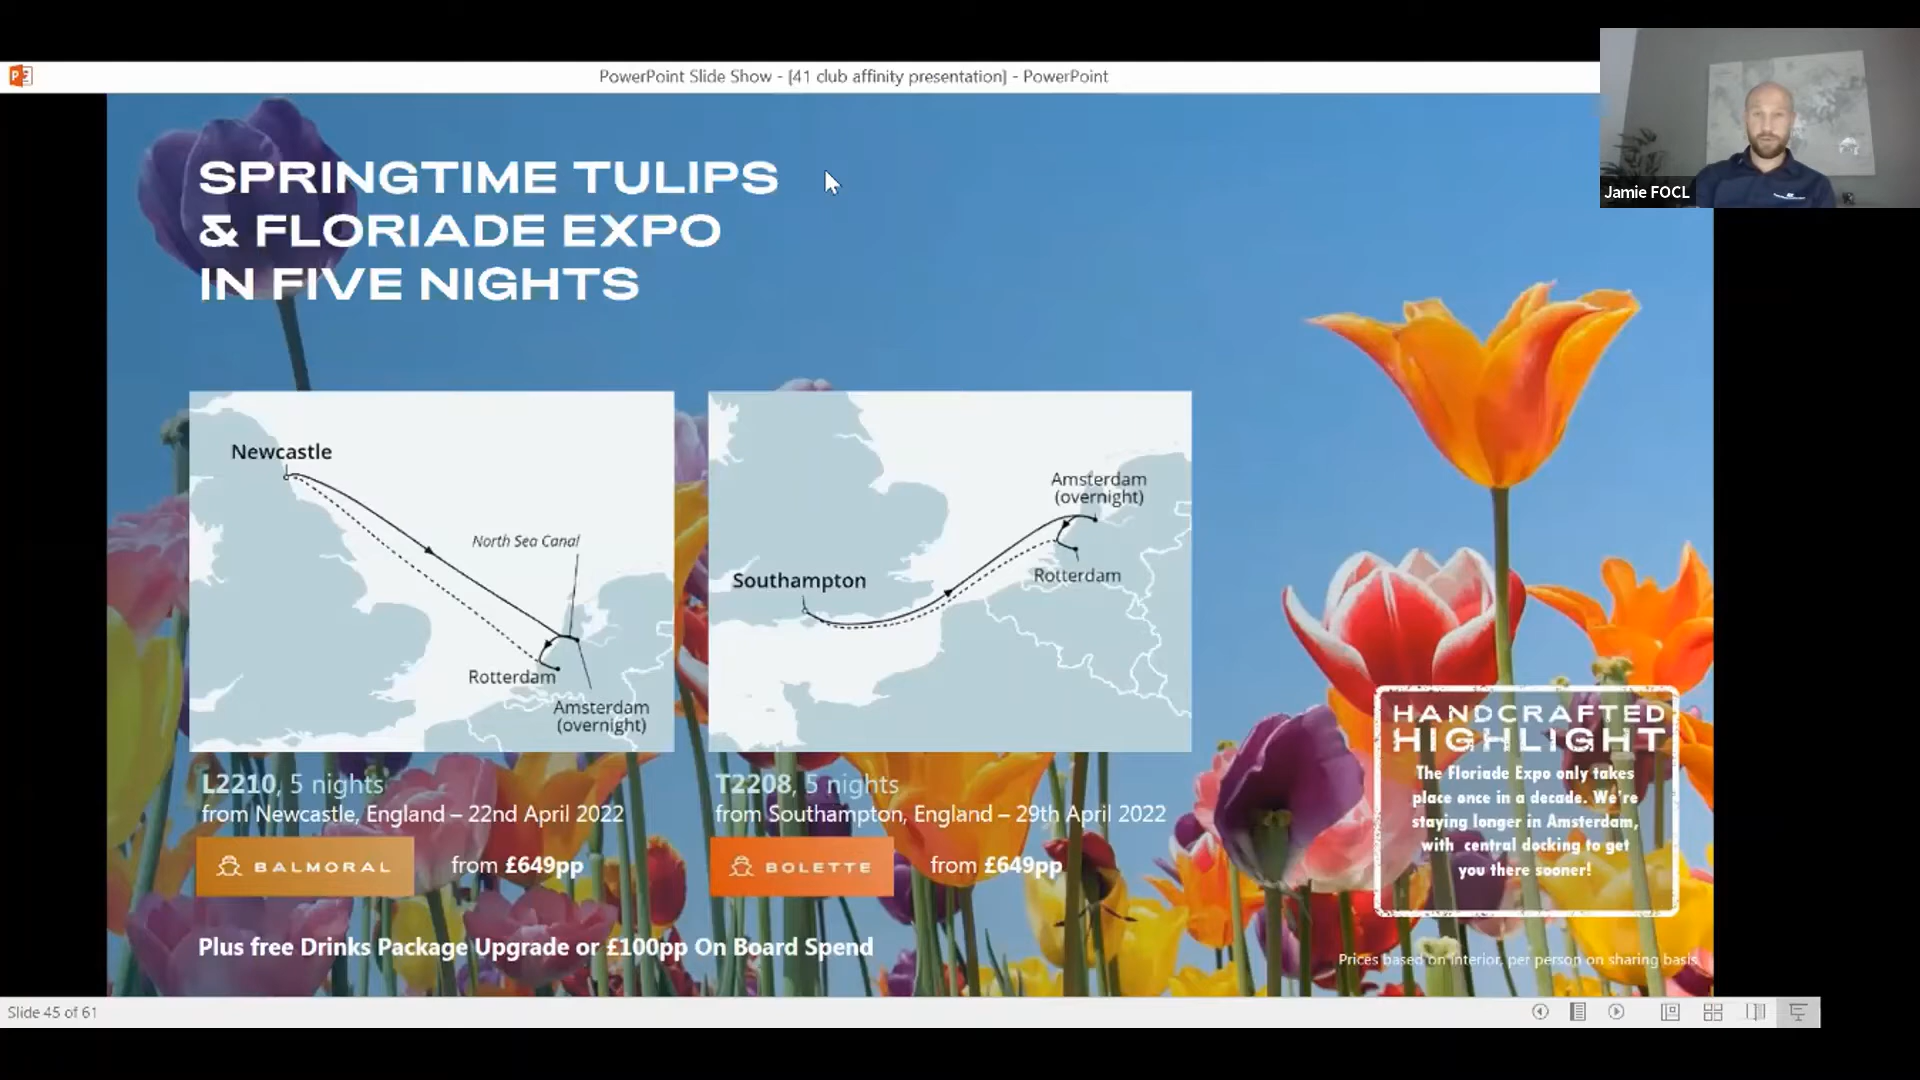 PowerPoint Slide Show - [41 club affinity presentation] - PowerPoint
Jamie FOCL
SPRINGTIME TULIPS
& FLORIADE EXPO
IN FIVE NIGHTS
Newcastle
North Sea Canal
Rotterdam
Amsterdam
(overnight)
Amsterdam
(overnight)
Southampton
Rotterdam
L2210, 5 nights
from Newcastle, England – 22nd April 2022
BALMORAL
from £649pp
T2208, 5 nights
from Southampton, England – 29th April 2022
BOLETTE
from £649pp
HANDCRAFTED
HIGHLIGHT
The Floriade Expo only takes
place once in a decade. We're
staying longer in Amsterdam,
with central docking to get
you there sooner!
Plus free Drinks Package Upgrade or £100pp On Board Spend
Prices based on interior, per person on sharing basis
Slide 45 of 61